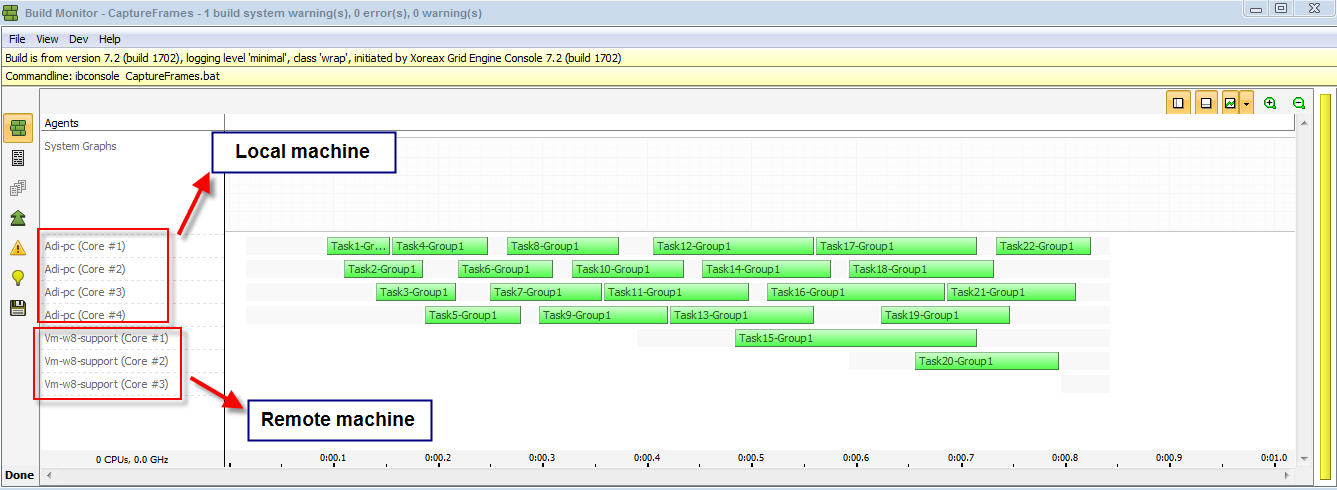 Build Monitor - CaptureFrames - 1 build system warning(s), 0 error(s), 0 warning(s)
File View Dev Help
Build is from version 7.2 (build 1702), logging level 'minimal', class 'wrap', initiated by Xoreax Grid Engine Console 7.2 (build 1702)
Commandline: ibconsole CaptureFrames.bat
Agents
System Graphs
Local machine
Adi-pc (Core #1) Task1-Gr... Task4-Group1 Task8-Group1 Task12-Group1 Task17-Group1 Task22-Group1
Adi-pc (Core #2) Task2-Group1 Task6-Group1 Task10-Group1 Task14-Group1 Task18-Group1
Adi-pc (Core #3) Task3-Group1 Task7-Group1 Task11-Group1 Task16-Group1 Task21-Group1
Adi-pc (Core #4) Task5-Group1 Task9-Group1 Task13-Group1 Task19-Group1
Vm-w8-support (Core #1) Task15-Group1
Vm-w8-support (Core #2) Task20-Group1
Vm-w8-support (Core #3)
Remote machine
0 CPUs, 0.0 GHz 0:00.1 0:00.2 0:00.3 0:00.4 0:00.5 0:00.6 0:00.7 0:00.8 0:00.9 0:01.0
Done